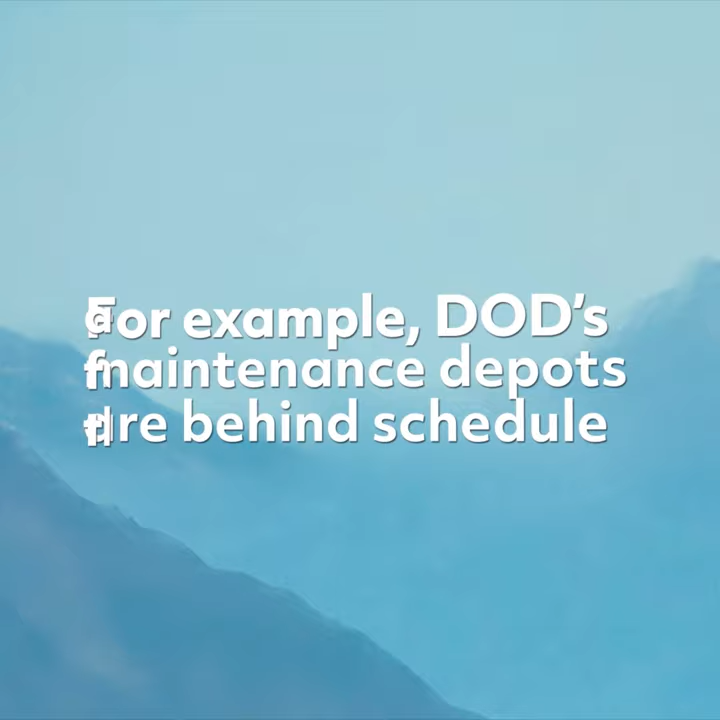 For example, DOD's
maintenance depots
are behind schedule